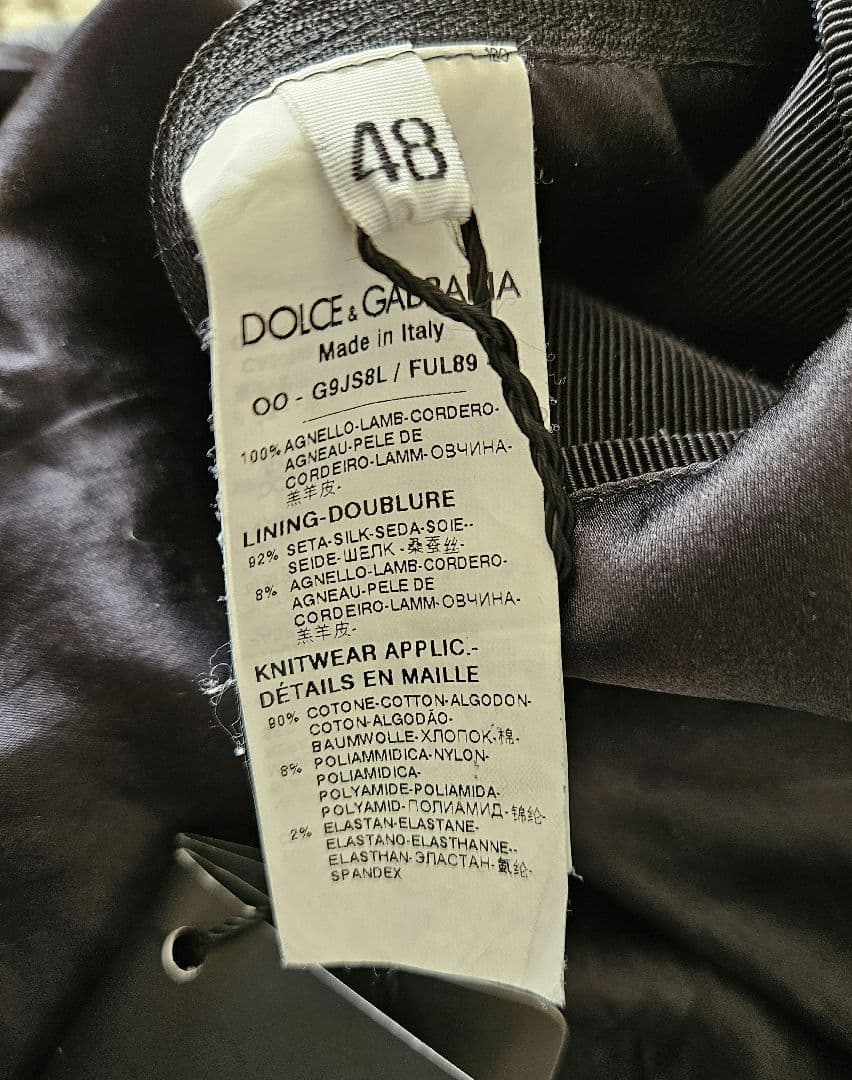 48
DOLCE & GABBANA
Made in Italy
OO - G9JS8L / FUL89 -
100% AGNELLO-LAMB-CORDERO-
AGNEAU-PELE DE
CORDEIRO-LAMM-ОВЧИНА-
羔羊皮-
LINING-DOUBLURE
92% SETA-SILK-SEDA-SOIE--
SEIDE-ШЕЛК -桑蚕丝-
8% AGNELLO-LAMB-CORDERO-
AGNEAU-PELE DE
CORDEIRO-LAMM-ОВЧИНА-
羔羊皮-
KNITWEAR APPLIC.-
DÉTAILS EN MAILLE
90% COTONE-COTTON-ALGODON-
COTON-ALGODÃO-
BAUMWOLLE-ХЛОПОК-棉-
8% POLIAMMIDICA-NYLON-
POLIAMIDICA-
POLYAMIDE-POLIAMIDA-
POLYAMID-ПОЛИАМИД-锦纶-
2% ELASTAN-ELASTANE-
ELASTANO-ELASTHANNE--
ELASTHAN-ЭЛАСТАН-氨纶-
SPANDEX